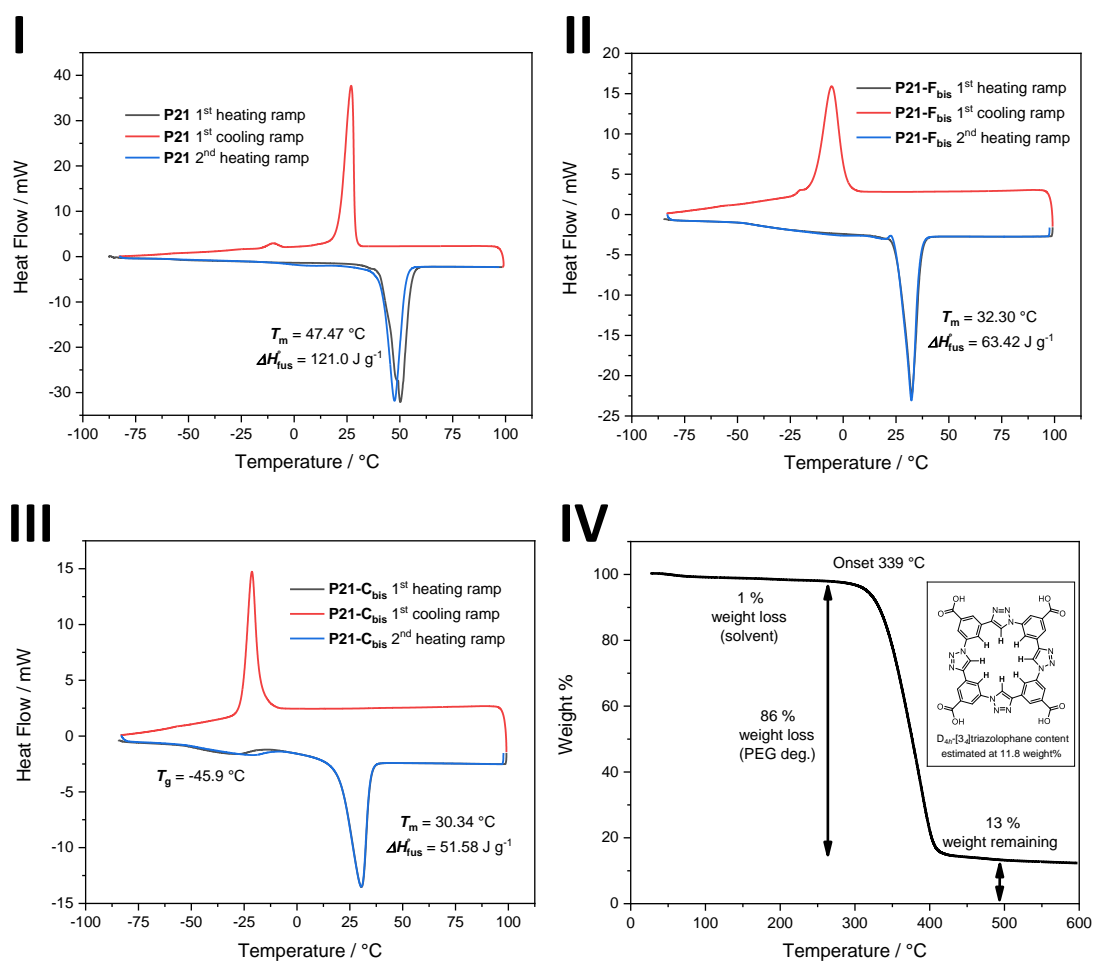 I
P21 1st heating ramp
P21 1st cooling ramp
P21 2nd heating ramp
Tm = 47.47 °C
ΔH°fus = 121.0 J g-1
Heat Flow / mW
40
30
20
10
0
-10
-20
-30
-100 -75 -50 -25 0 25 50 75 100
Temperature / °C
II
P21-Fbis 1st heating ramp
P21-Fbis 1st cooling ramp
P21-Fbis 2nd heating ramp
Tm = 32.30 °C
ΔH°fus = 63.42 J g-1
Heat Flow / mW
20
15
10
5
0
-5
-10
-15
-20
-25
-100 -75 -50 -25 0 25 50 75 100
Temperature / °C
III
P21-Cbis 1st heating ramp
P21-Cbis 1st cooling ramp
P21-Cbis 2nd heating ramp
Tg = -45.9 °C
Tm = 30.34 °C
ΔH°fus = 51.58 J g-1
Heat Flow / mW
15
10
5
0
-5
-10
-15
-100 -75 -50 -25 0 25 50 75 100
Temperature / °C
IV
Onset 339 °C
1 %
weight loss
(solvent)
86 %
weight loss
(PEG deg.)
13 %
weight remaining
OH N=N OH
O N O
H H H
N N
N H H N
N H H N
H H H
O N O
OH N=N OH
D4h-[34]triazolophane content
estimated at 11.8 weight%
Weight %
100
80
60
40
20
0
0 100 200 300 400 500 600
Temperature / °C